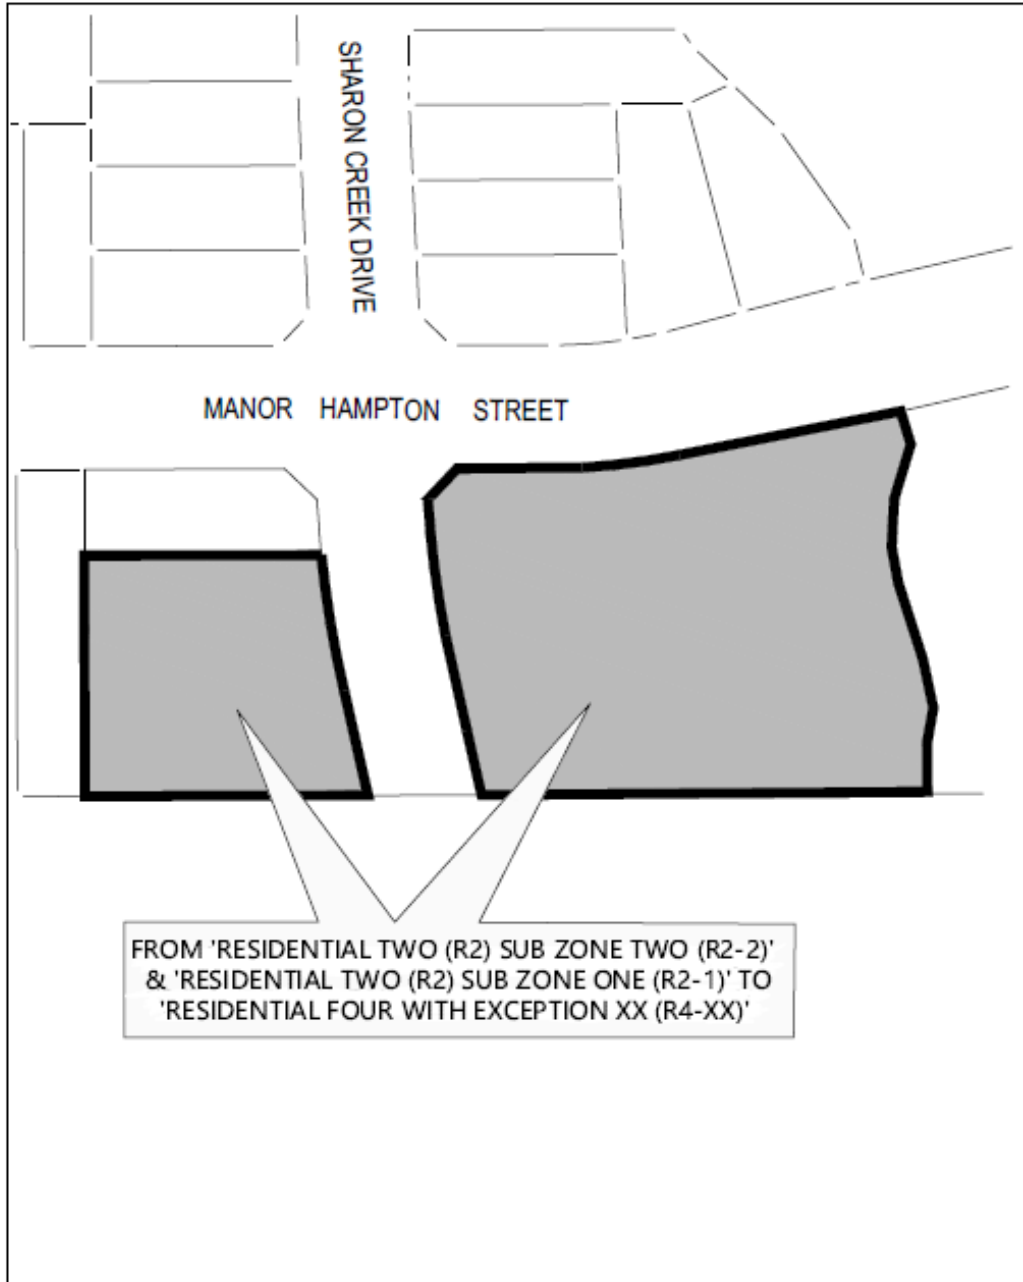 SHARON CREEK DRIVE
MANOR HAMPTON STREET
FROM 'RESIDENTIAL TWO (R2) SUB ZONE TWO (R2-2)'
& 'RESIDENTIAL TWO (R2) SUB ZONE ONE (R2-1)' TO
'RESIDENTIAL FOUR WITH EXCEPTION XX (R4-XX)'